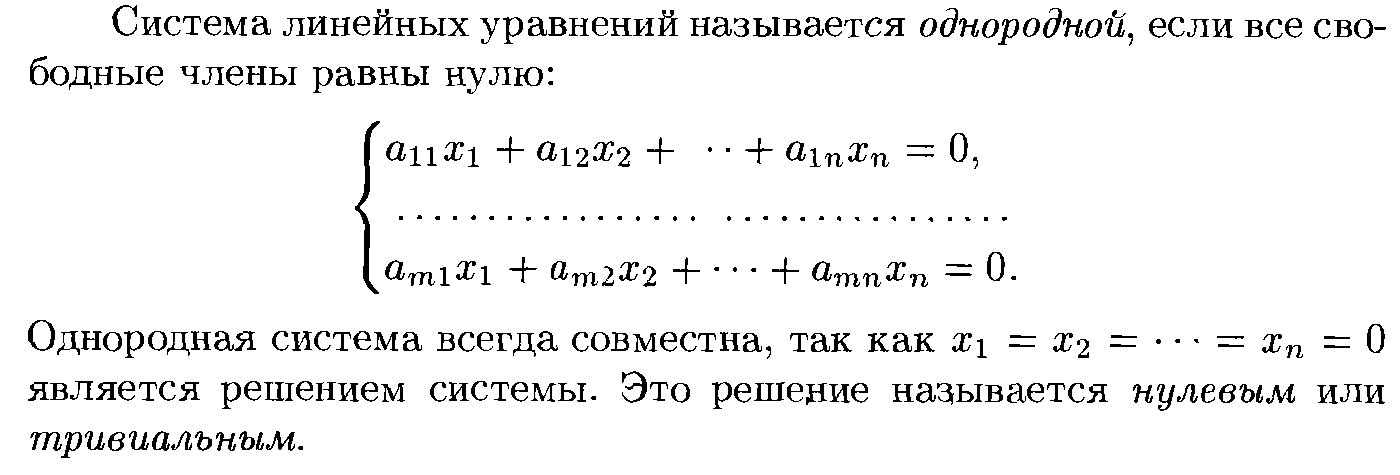 Система линейных уравнений называется однородной, если все сво-
бодные члены равны нулю:
a₁₁x₁ + a₁₂x₂ + ·· + a₁ₙxₙ = 0,
.................................
aₘ₁x₁ + aₘ₂x₂ + ··· + aₘₙxₙ = 0.
Однородная система всегда совместна, так как x₁ = x₂ = ··· = xₙ = 0
является решением системы. Это решение называется нулевым или
тривиальным.